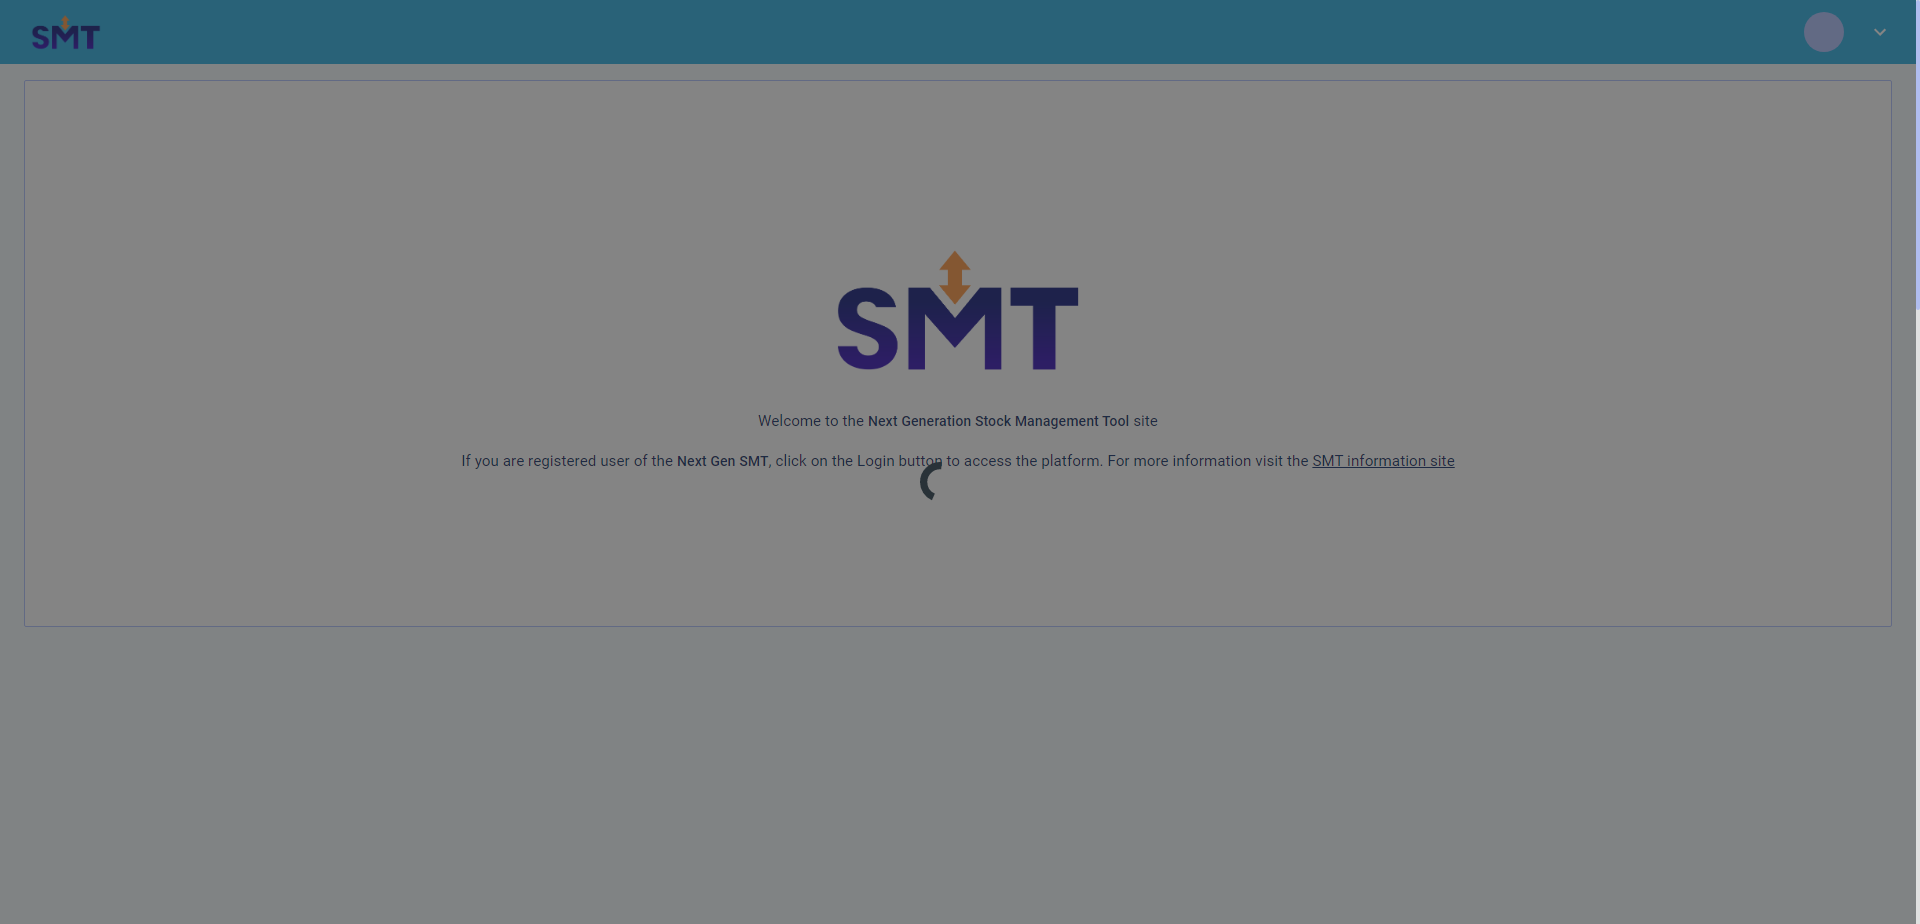 SMT
SMT
Welcome to the Next Generation Stock Management Tool site
If you are registered user of the Next Gen SMT, click on the Login button to access the platform. For more information visit the SMT information site